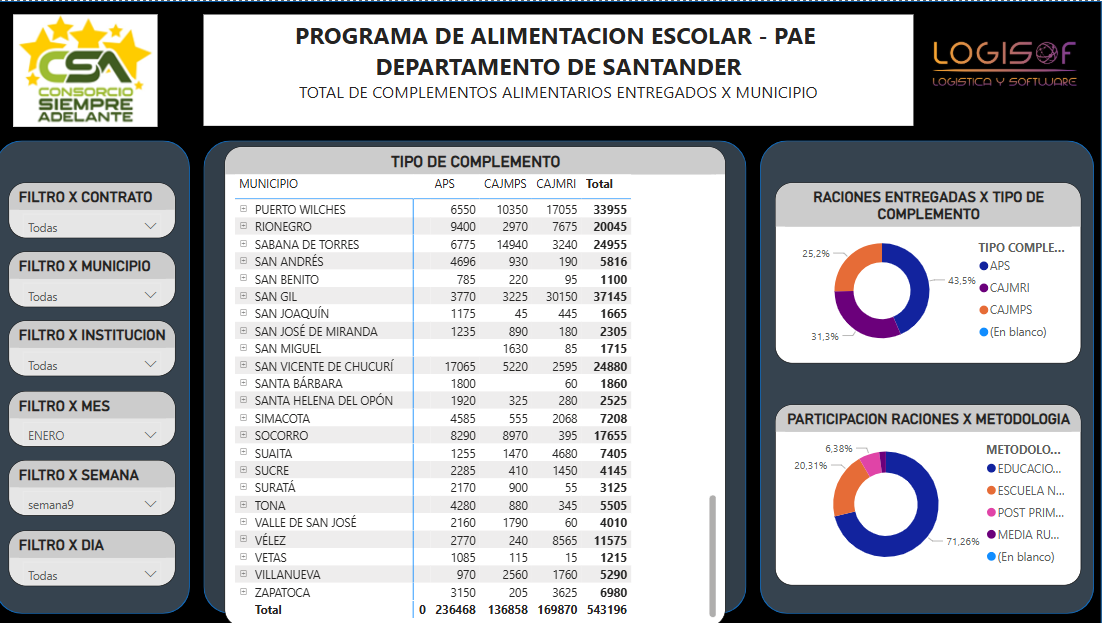 CSA
CONSORCIO
SIEMPRE
ADELANTE
PROGRAMA DE ALIMENTACION ESCOLAR - PAE
DEPARTAMENTO DE SANTANDER
TOTAL DE COMPLEMENTOS ALIMENTARIOS ENTREGADOS X MUNICIPIO
LOGISOF
LOGISTICA Y SOFTWARE
FILTRO X CONTRATO
Todas
FILTRO X MUNICIPIO
Todas
FILTRO X INSTITUCION
Todas
FILTRO X MES
ENERO
FILTRO X SEMANA
semana9
FILTRO X DIA
Todas
TIPO DE COMPLEMENTO
MUNICIPIO APS CAJMPS CAJMRI Total
PUERTO WILCHES 6550 10350 17055 33955
RIONEGRO 9400 2970 7675 20045
SABANA DE TORRES 6775 14940 3240 24955
SAN ANDRÉS 4696 930 190 5816
SAN BENITO 785 220 95 1100
SAN GIL 3770 3225 30150 37145
SAN JOAQUÍN 1175 45 445 1665
SAN JOSÉ DE MIRANDA 1235 890 180 2305
SAN MIGUEL 1630 85 1715
SAN VICENTE DE CHUCURÍ 17065 5220 2595 24880
SANTA BÁRBARA 1800 60 1860
SANTA HELENA DEL OPÓN 1920 325 280 2525
SIMACOTA 4585 555 2068 7208
SOCORRO 8290 8970 395 17655
SUAITA 1255 1470 4680 7405
SUCRE 2285 410 1450 4145
SURATÁ 2170 900 55 3125
TONA 4280 880 345 5505
VALLE DE SAN JOSÉ 2160 1790 60 4010
VÉLEZ 2770 240 8565 11575
VETAS 1085 115 15 1215
VILLANUEVA 970 2560 1760 5290
ZAPATOCA 3150 205 3625 6980
Total 0 236468 136858 169870 543196
RACIONES ENTREGADAS X TIPO DE
COMPLEMENTO
25,2%
43,5%
31,3%
TIPO COMPLE...
APS
CAJMRI
CAJMPS
(En blanco)
PARTICIPACION RACIONES X METODOLOGIA
6,38%
20,31%
71,26%
METODOLO...
EDUCACIO...
ESCUELA N...
POST PRIM...
MEDIA RU...
(En blanco)